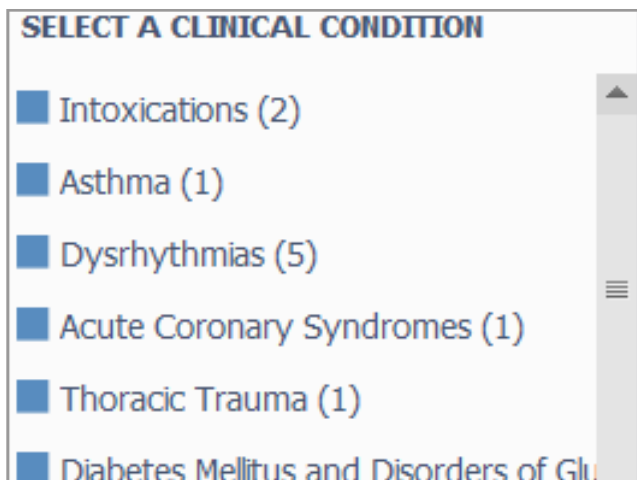 SELECT A CLINICAL CONDITION
Intoxications (2)
Asthma (1)
Dysrhythmias (5)
Acute Coronary Syndromes (1)
Thoracic Trauma (1)
Diabetes Mellitus and Disorders of Glu